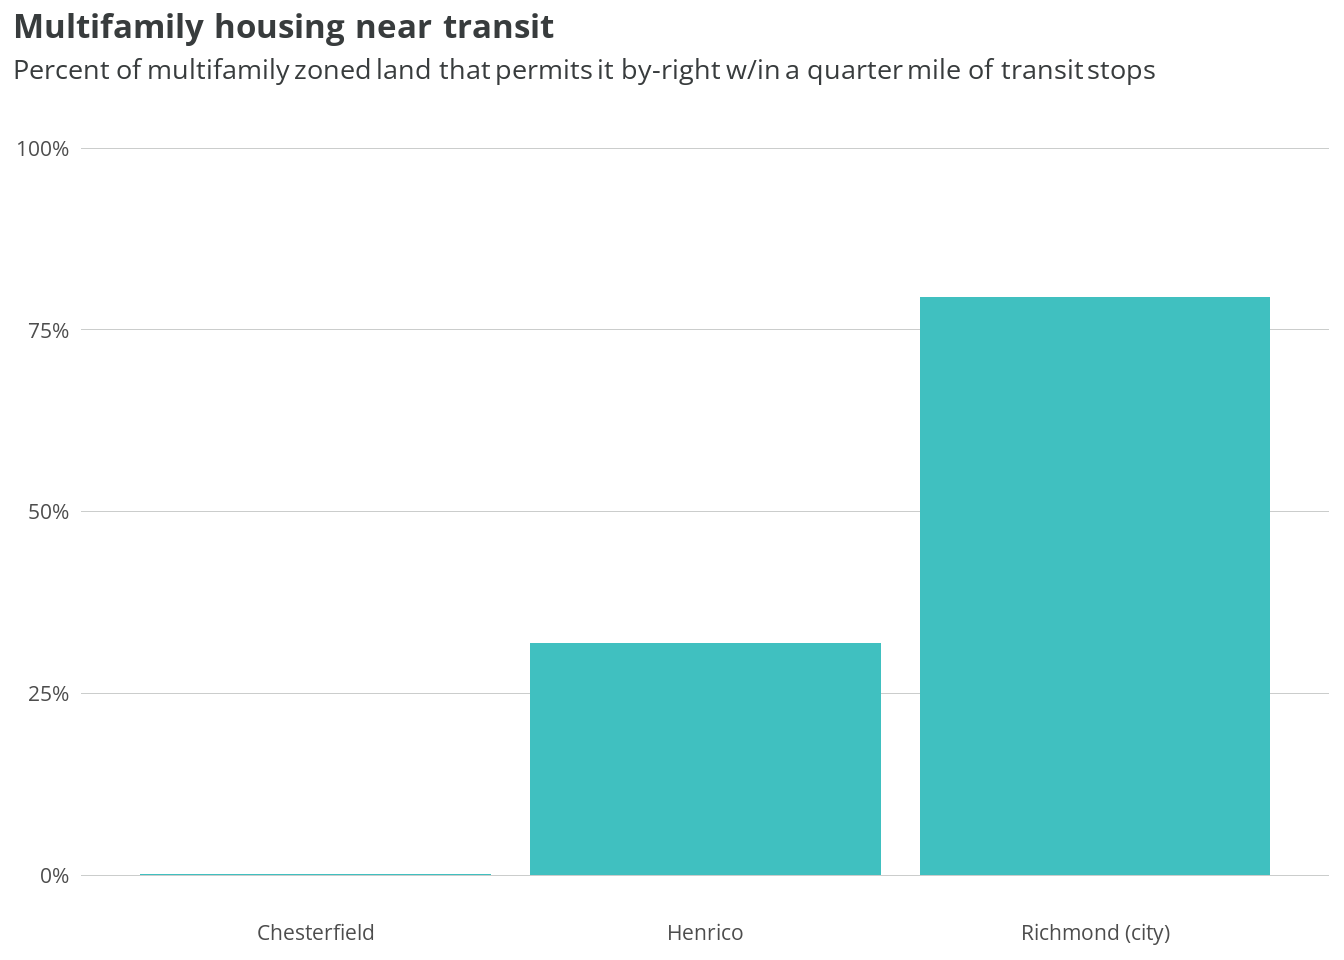 Multifamily housing near transit
Percent of multifamily zoned land that permits it by-right w/in a quarter mile of transit stops
100%
75%
50%
25%
0%
Chesterfield
Henrico
Richmond (city)